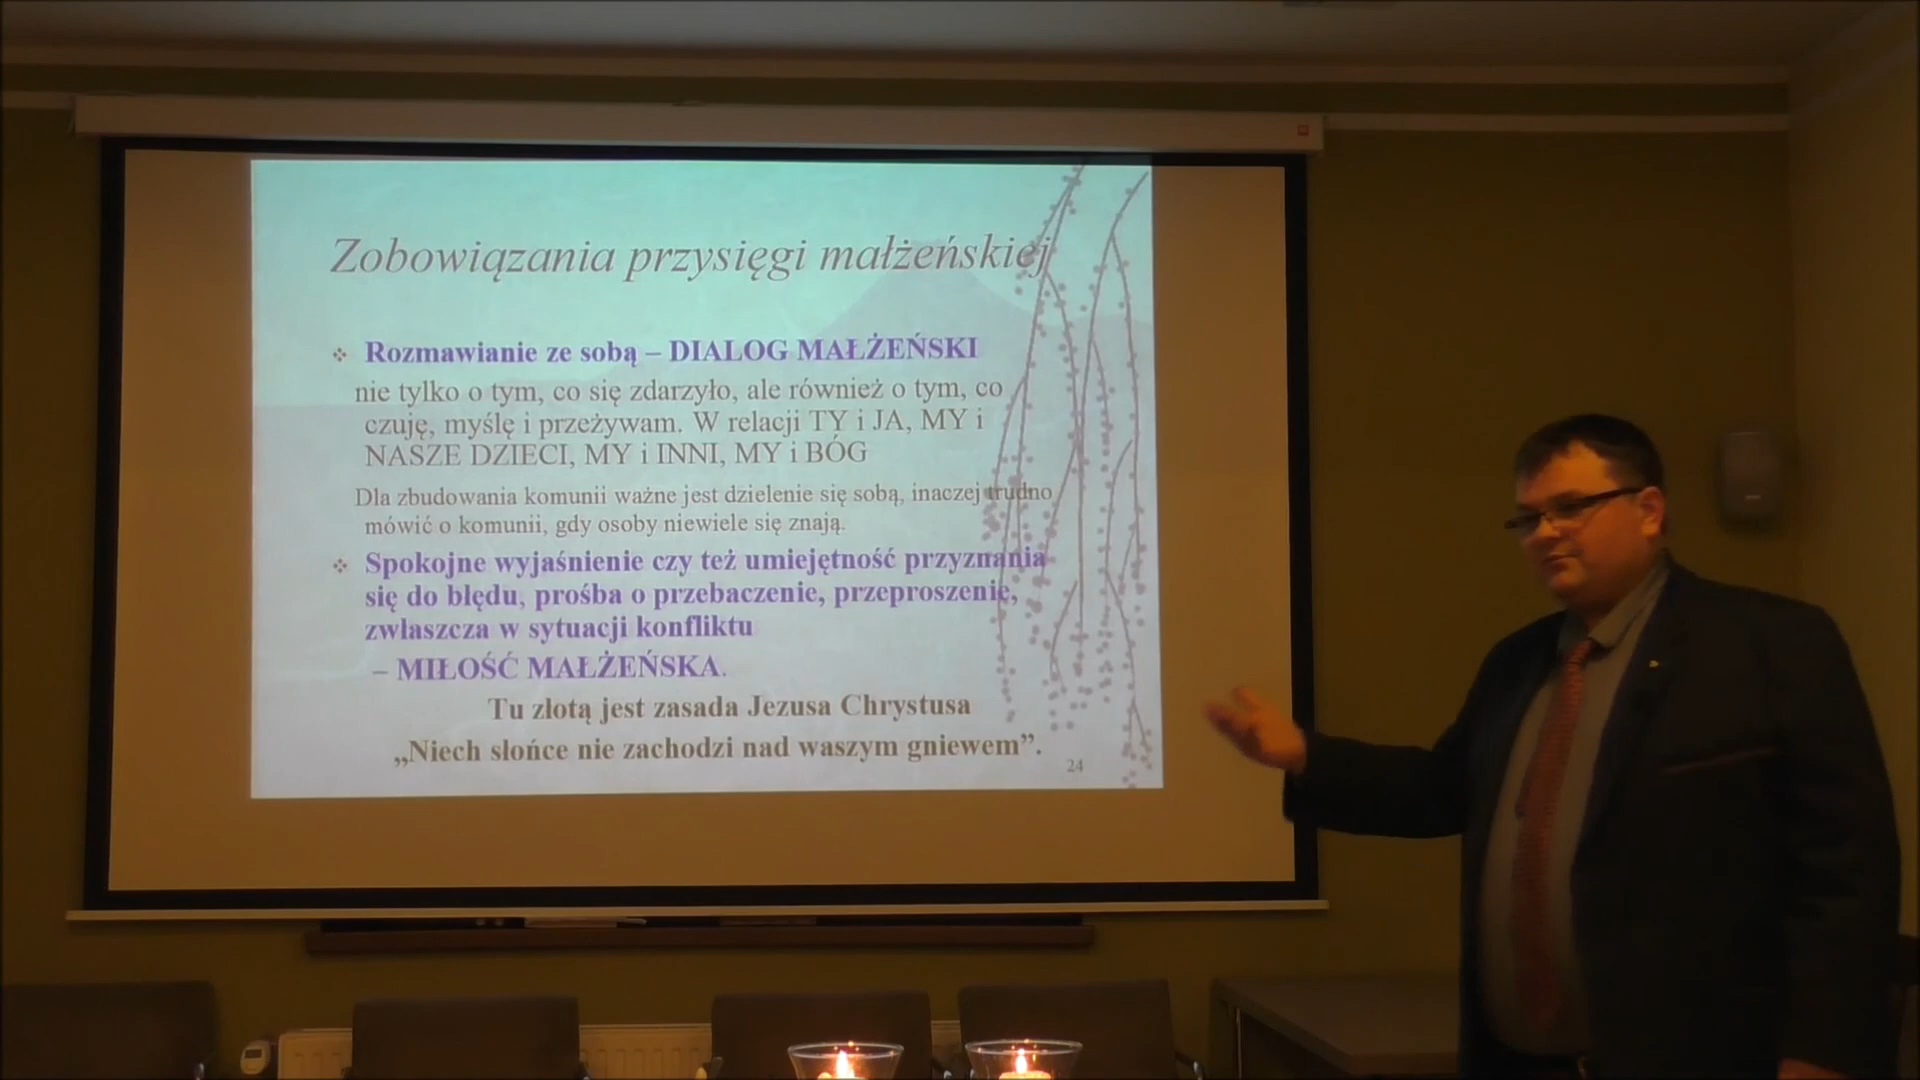 Zobowiązania przysięgi małżeńskiej
❖ Rozmawianie ze sobą – DIALOG MAŁŻEŃSKI
nie tylko o tym, co się zdarzyło, ale również o tym, co
czuję, myślę i przeżywam. W relacji TY i JA, MY i
NASZE DZIECI, MY i INNI, MY i BÓG
Dla zbudowania komunii ważne jest dzielenie się sobą, inaczej trudno
mówić o komunii, gdy osoby niewiele się znają.
❖ Spokojne wyjaśnienie czy też umiejętność przyznania
się do błędu, prośba o przebaczenie, przeproszenie,
zwłaszcza w sytuacji konfliktu
– MIŁOŚĆ MAŁŻEŃSKA.
Tu złotą jest zasada Jezusa Chrystusa
„Niech słońce nie zachodzi nad waszym gniewem”.
24